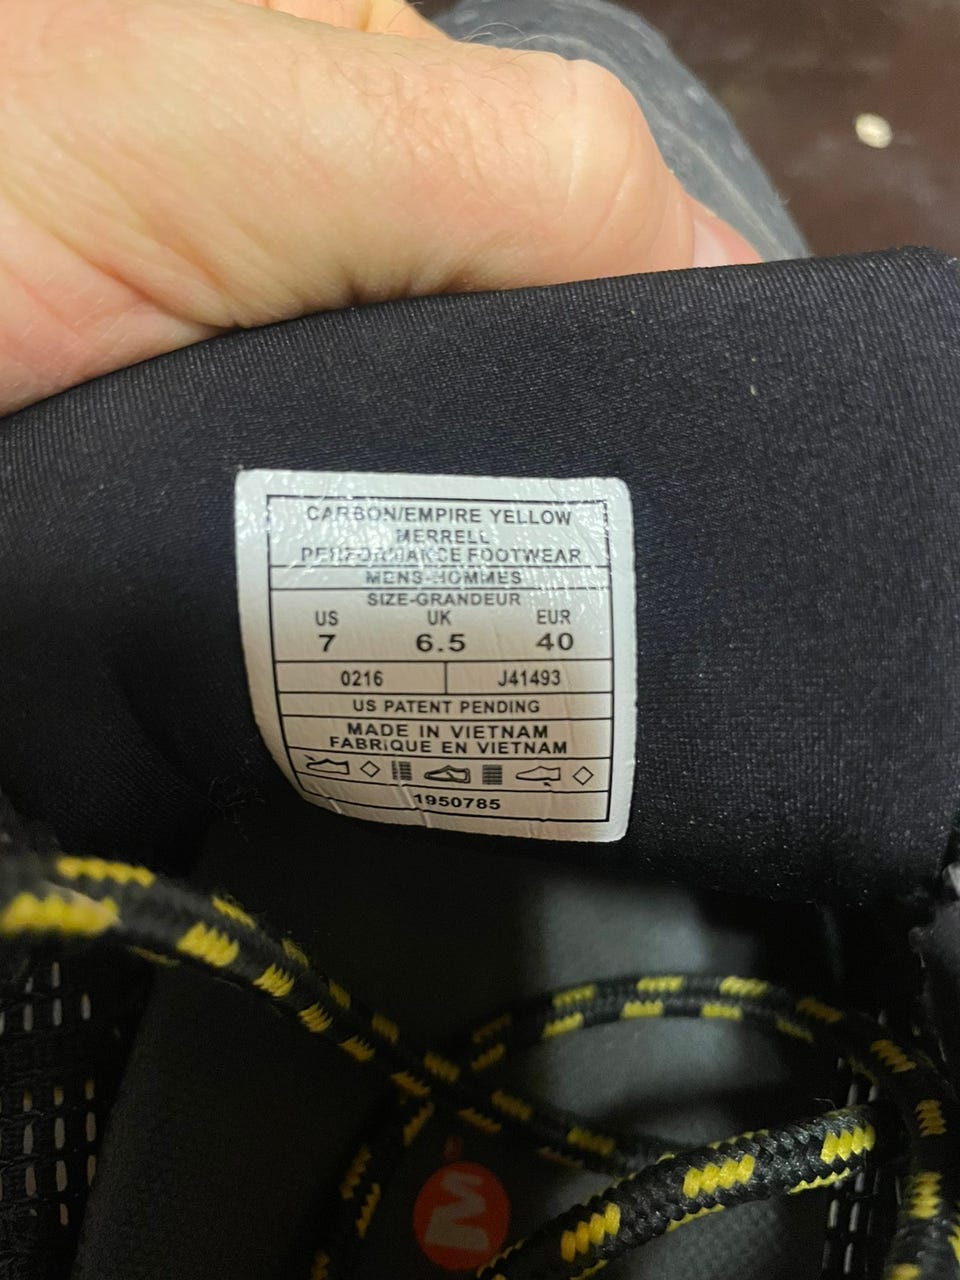 CARBON/EMPIRE YELLOW
MERRELL
PERFORMANCE FOOTWEAR
MENS-HOMMES
SIZE-GRANDEUR
US UK EUR
7 6.5 40
0216 J41493
US PATENT PENDING
MADE IN VIETNAM
FABRIQUE EN VIETNAM
1950785
M